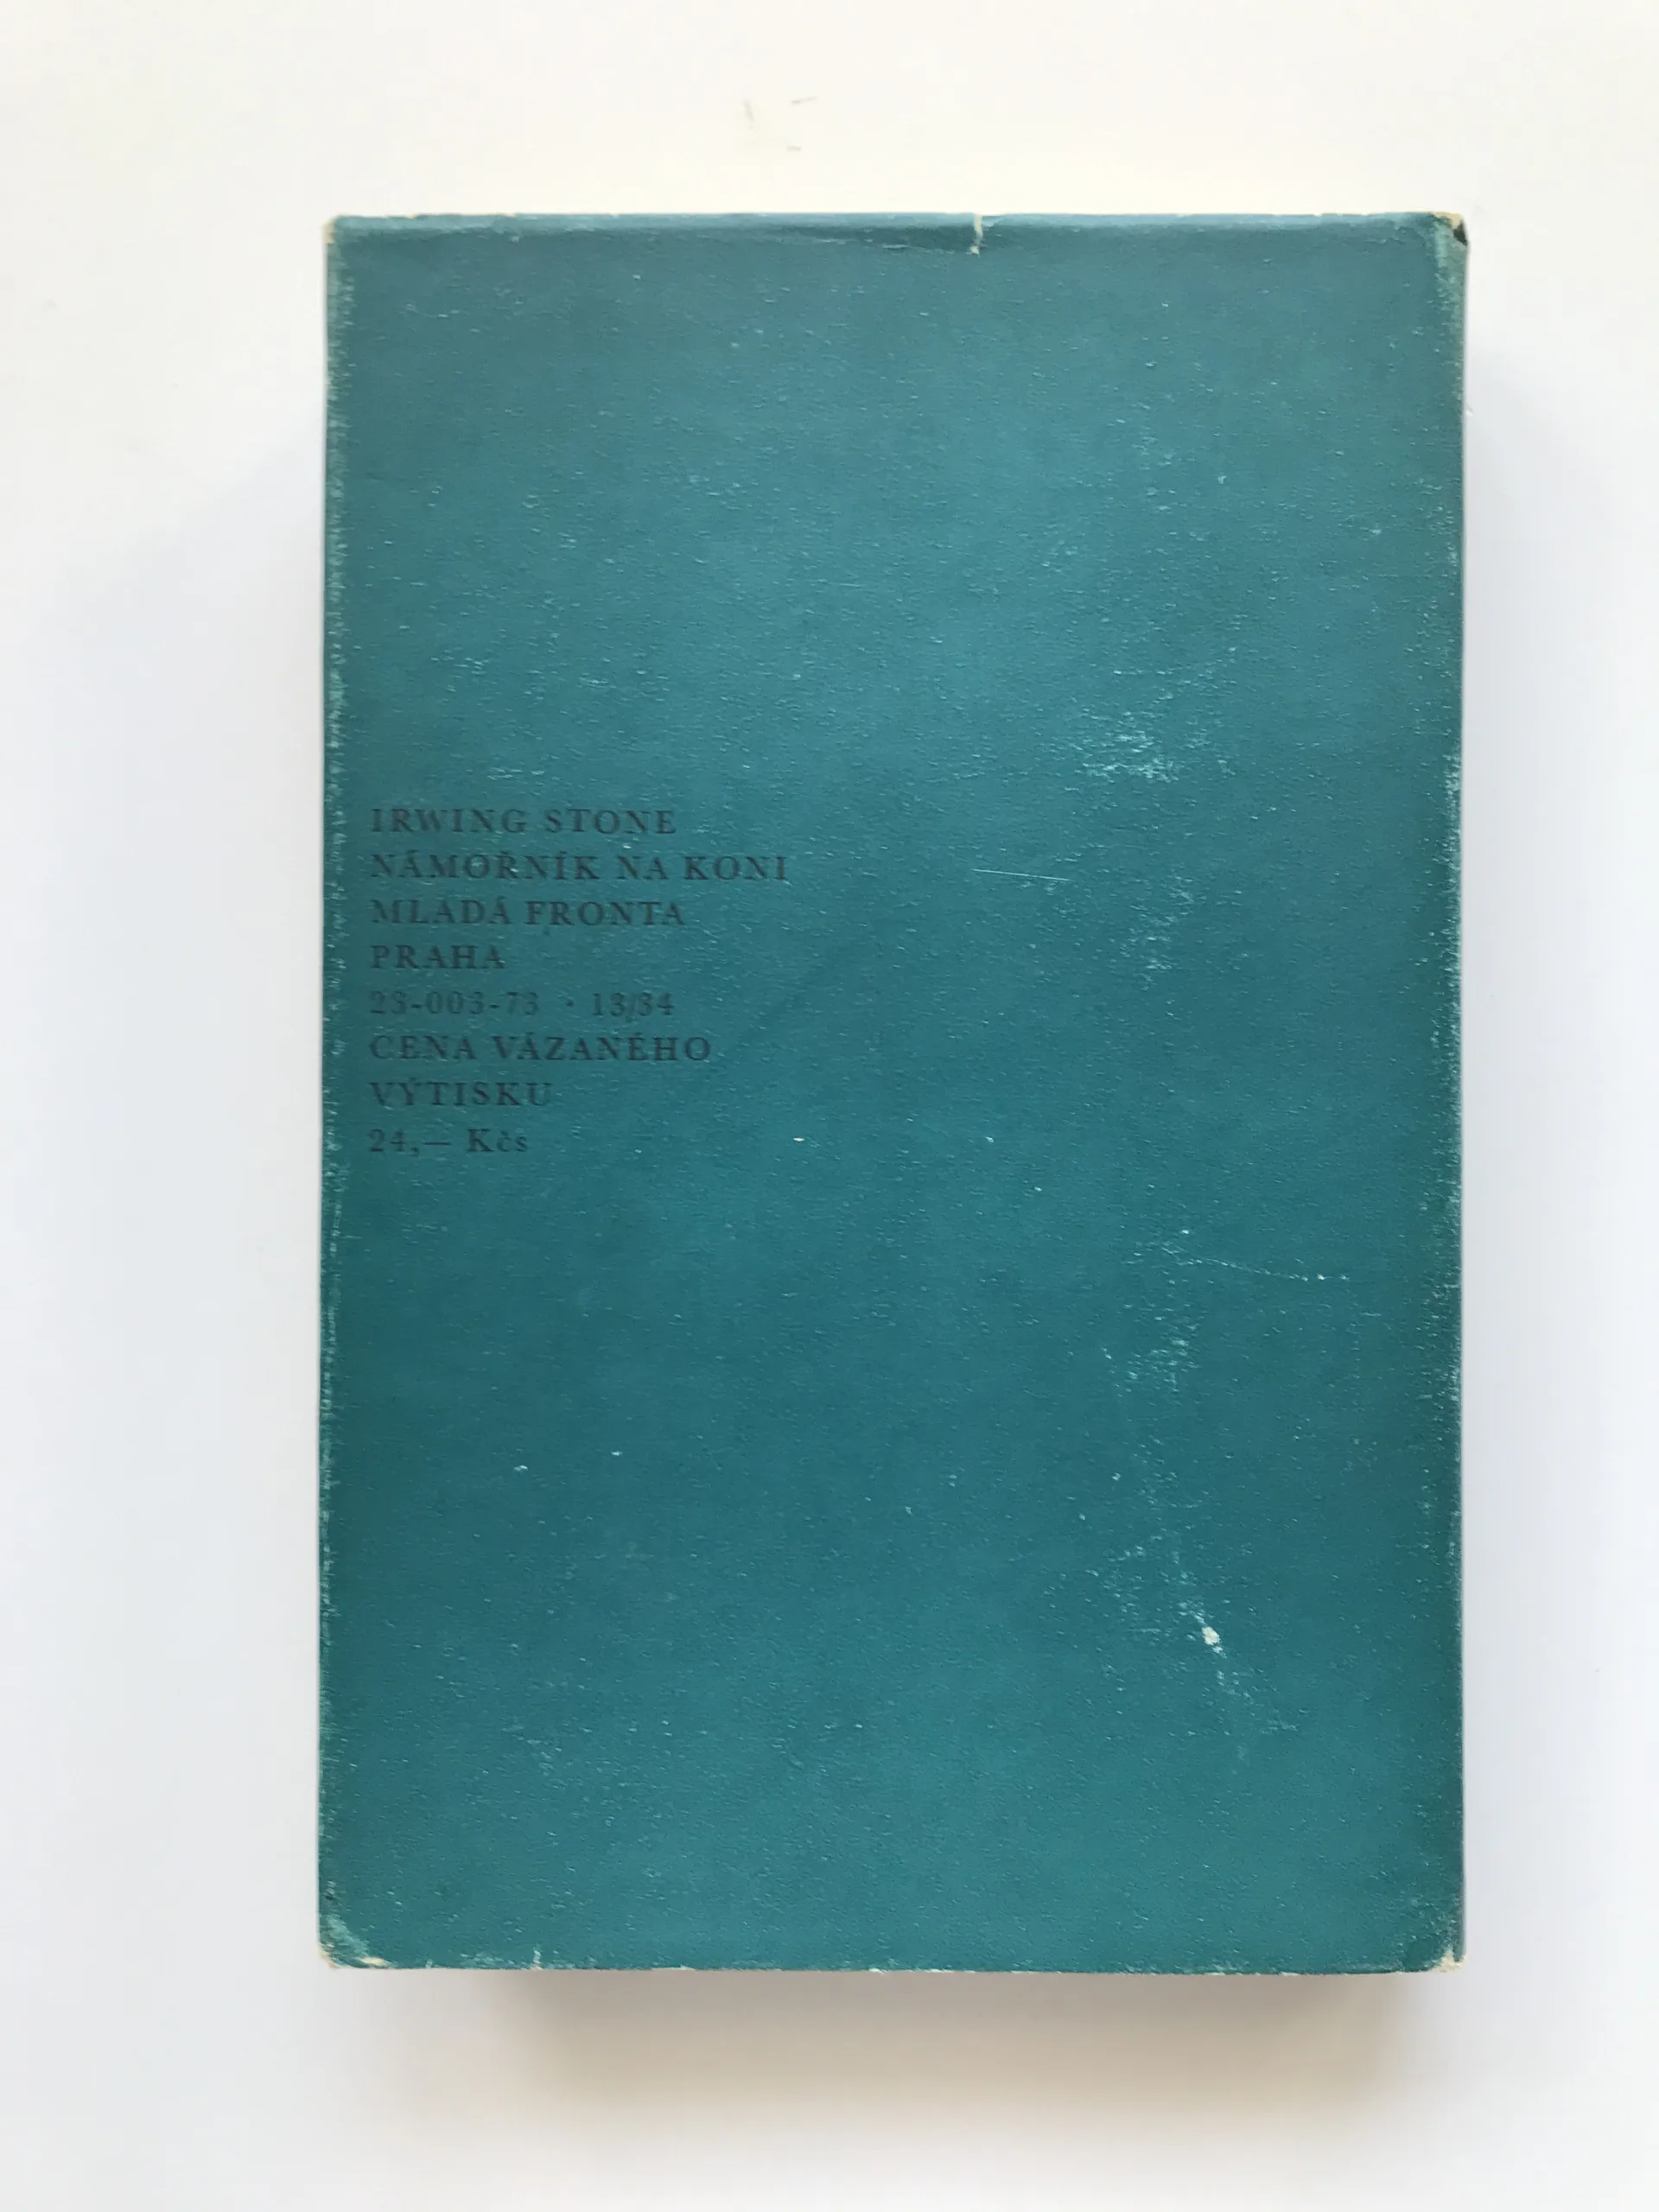 IRWING STONE
NÁMOŘNÍK NA KONI
MLADÁ FRONTA
PRAHA
23-003-73 · 13/34
CENA VÁZANÉHO
VÝTISKU
24,— Kčs